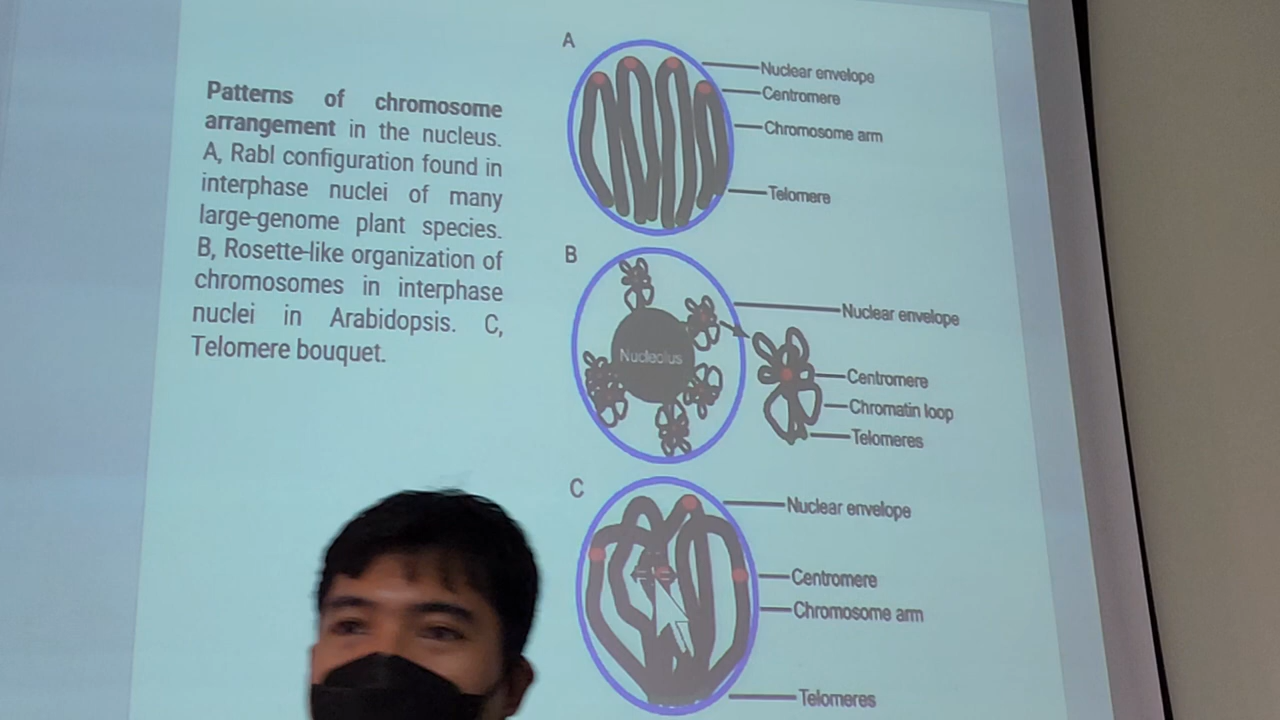 Patterns of chromosome
arrangement in the nucleus.
A, Rabl configuration found in
interphase nuclei of many
large-genome plant species.
B, Rosette-like organization of
chromosomes in interphase
nuclei in Arabidopsis. C,
Telomere bouquet.
A
Nuclear envelope
Centromere
Chromosome arm
Telomere
B
Nucleolus
Nuclear envelope
Centromere
Chromatin loop
Telomeres
C
Nuclear envelope
Centromere
Chromosome arm
Telomeres